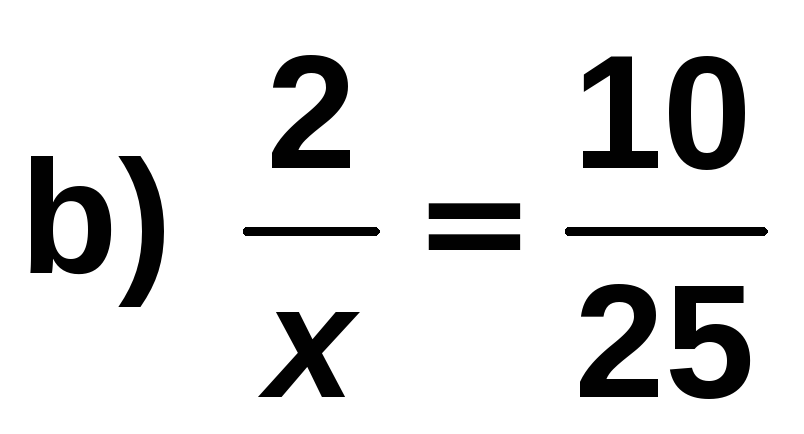 b) 2/x = 10/25